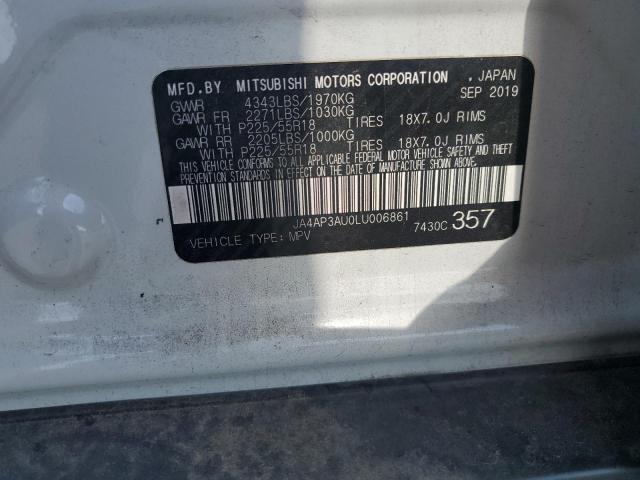 MFD.BY MITSUBISHI MOTORS CORPORATION , JAPAN
SEP 2019
GVWR 4343LBS/1970KG
GAWR FR 2271LBS/1030KG
WITH P225/55R18 TIRES 18X7.0J RIMS
GAWR RR 2205LBS/1000KG
WITH P225/55R18 TIRES 18X7.0J RIMS
THIS VEHICLE CONFORMS TO ALL APPLICABLE FEDERAL MOTOR VEHICLE SAFETY AND THEFT
PREVENTION STANDARDS IN EFFECT ON THE DATE OF MANUFACTURE SHOWN ABOVE.
JA4AP3AU0LU006861
7430C 357
VEHICLE TYPE: MPV